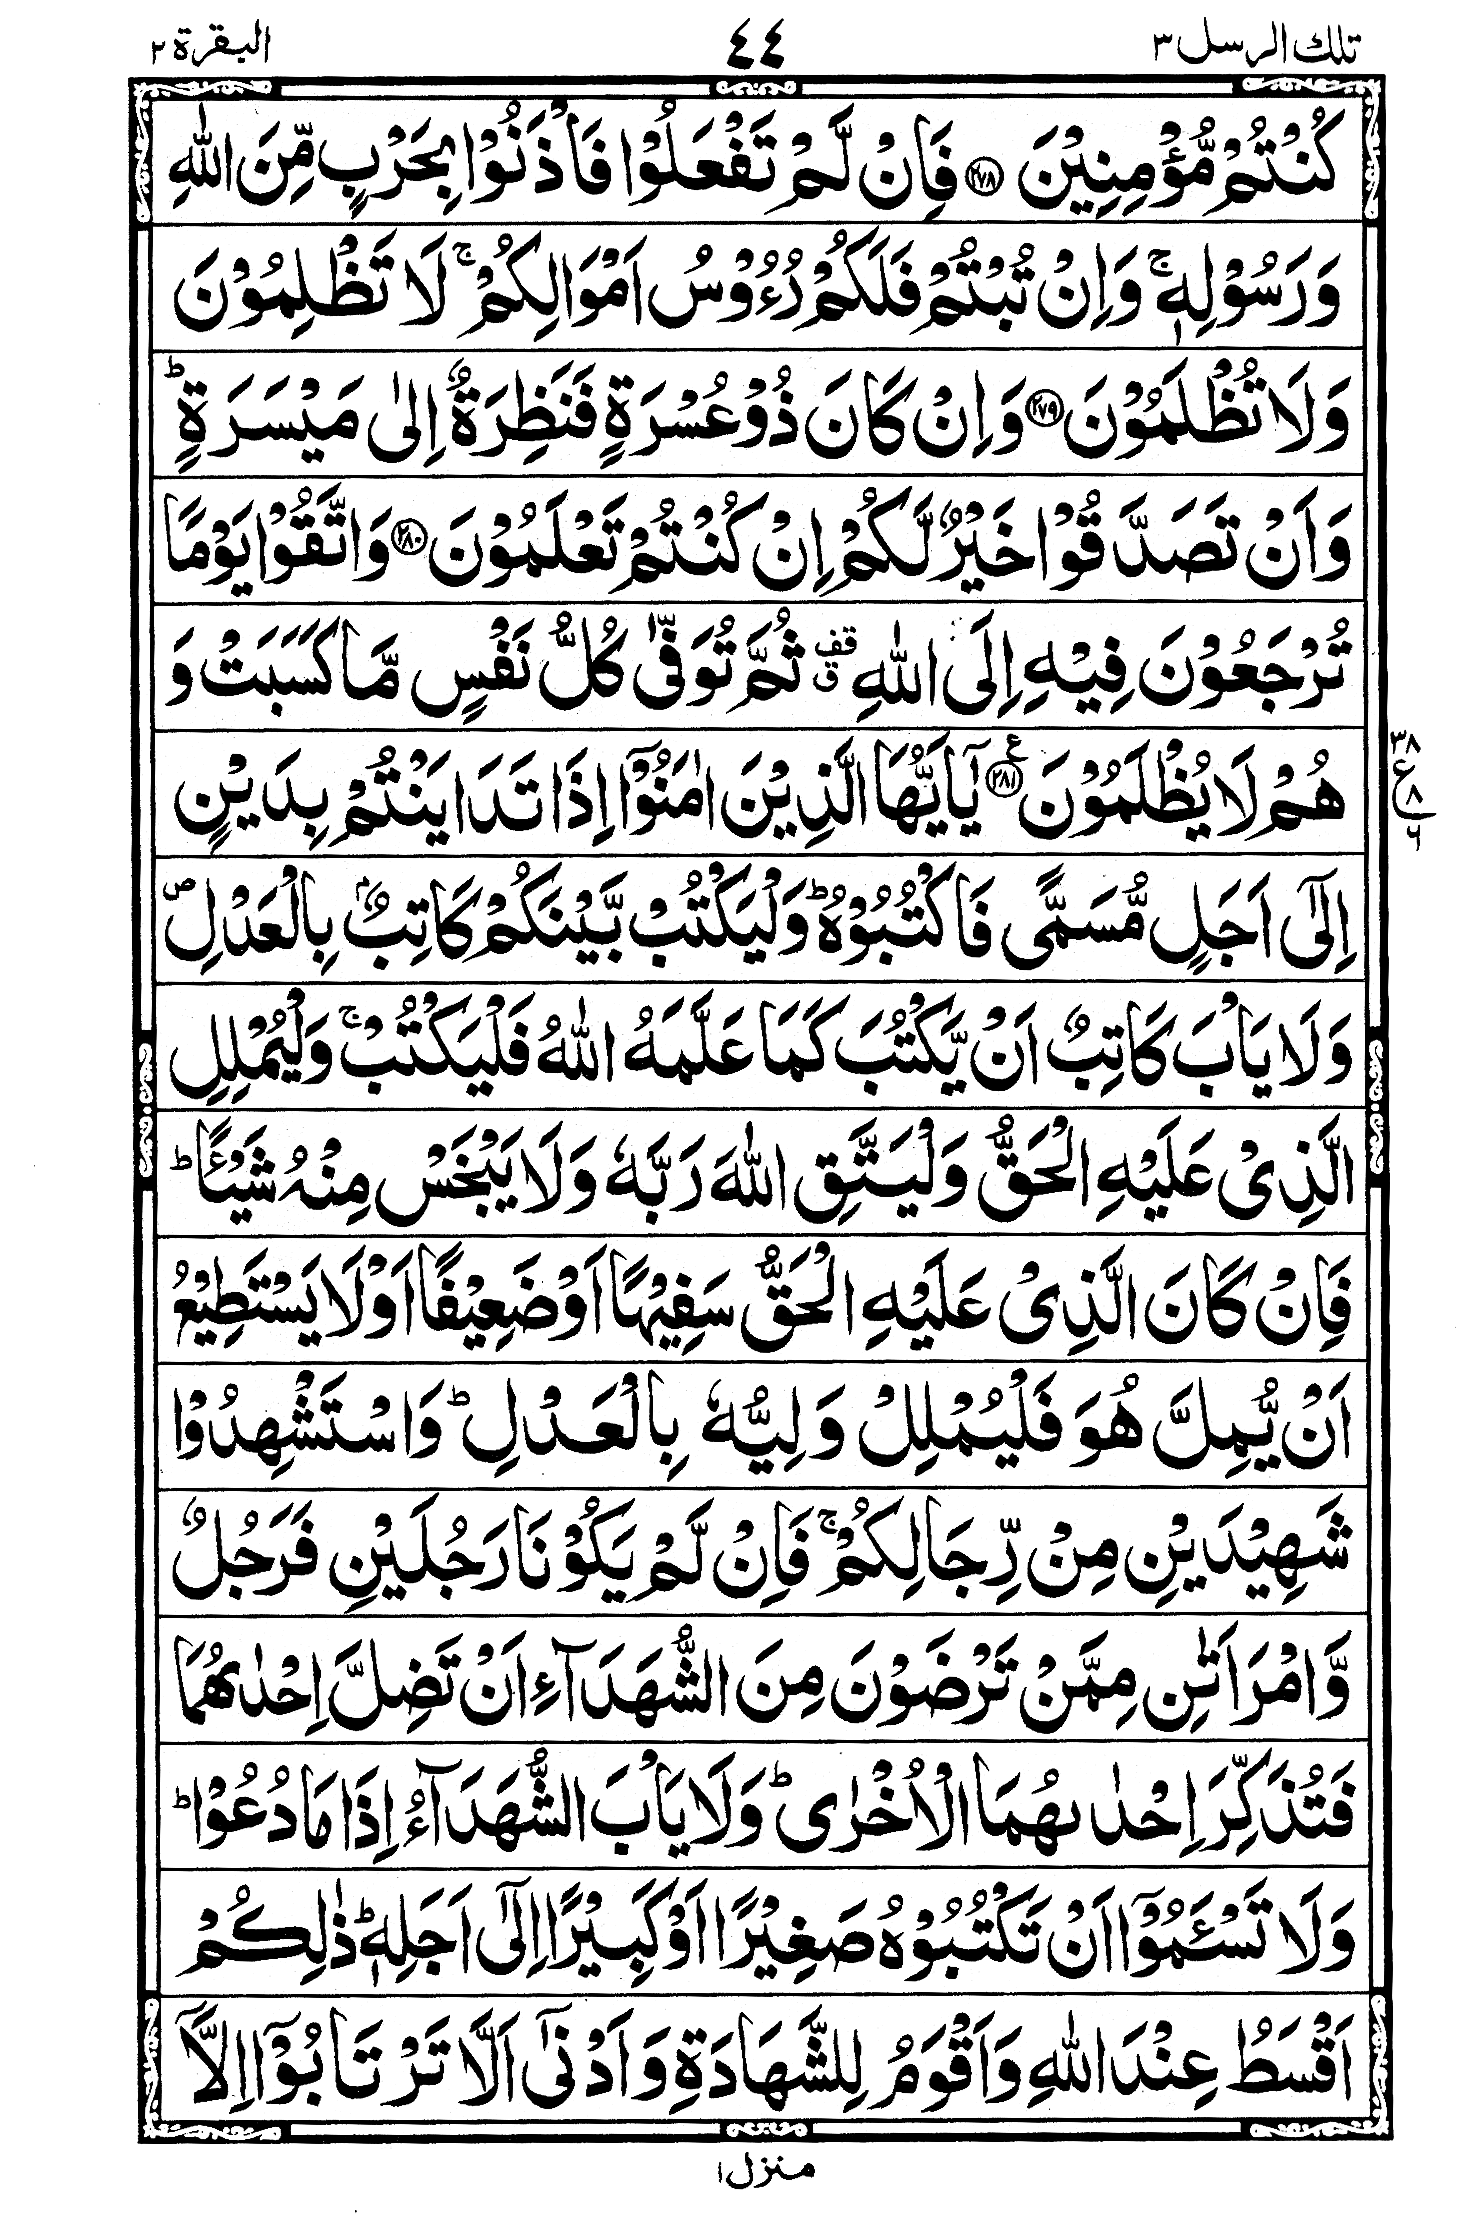 تلك الرسل ٣
٤٤
البقرة ٢
كُنْتُمْ مُّؤْمِنِيْنَ ۝٢٧٨ فَاِنْ لَّمْ تَفْعَلُوْا فَاْذَنُوْا بِحَرْبٍ مِّنَ اللّٰهِ
وَرَسُوْلِهٖ ۚ وَاِنْ تُبْتُمْ فَلَكُمْ رُءُوْسُ اَمْوَالِكُمْ ۚ لَا تَظْلِمُوْنَ
وَلَا تُظْلَمُوْنَ ۝٢٧٩ وَاِنْ كَانَ ذُوْ عُسْرَةٍ فَنَظِرَةٌ اِلٰى مَيْسَرَةٍ ؕ
وَاَنْ تَصَدَّقُوْا خَيْرٌ لَّكُمْ اِنْ كُنْتُمْ تَعْلَمُوْنَ ۝٢٨٠ وَاتَّقُوْا يَوْمًا
تُرْجَعُوْنَ فِيْهِ اِلَى اللّٰهِ قف ثُمَّ تُوَفّٰى كُلُّ نَفْسٍ مَّا كَسَبَتْ وَ
هُمْ لَا يُظْلَمُوْنَ ۝٢٨١ ع يٰۤاَيُّهَا الَّذِيْنَ اٰمَنُوْۤا اِذَا تَدَايَنْتُمْ بِدَيْنٍ
٣٨
ع
٨
٦
اِلٰۤى اَجَلٍ مُّسَمًّى فَاكْتُبُوْهُ ؕ وَلْيَكْتُبْ بَّيْنَكُمْ كَاتِبٌۢ بِالْعَدْلِ ۪
وَلَا يَاْبَ كَاتِبٌ اَنْ يَّكْتُبَ كَمَا عَلَّمَهُ اللّٰهُ فَلْيَكْتُبْ ۚ وَلْيُمْلِلِ
الَّذِيْ عَلَيْهِ الْحَقُّ وَلْيَتَّقِ اللّٰهَ رَبَّهٗ وَلَا يَبْخَسْ مِنْهُ شَيْـًٔا ؕ
فَاِنْ كَانَ الَّذِيْ عَلَيْهِ الْحَقُّ سَفِيْهًا اَوْ ضَعِيْفًا اَوْ لَا يَسْتَطِيْعُ
اَنْ يُّمِلَّ هُوَ فَلْيُمْلِلْ وَلِيُّهٗ بِالْعَدْلِ ؕ وَاسْتَشْهِدُوْا
شَهِيْدَيْنِ مِنْ رِّجَالِكُمْ ۚ فَاِنْ لَّمْ يَكُوْنَا رَجُلَيْنِ فَرَجُلٌ
وَّامْرَاَتٰنِ مِمَّنْ تَرْضَوْنَ مِنَ الشُّهَدَآءِ اَنْ تَضِلَّ اِحْدٰىهُمَا
فَتُذَكِّرَ اِحْدٰىهُمَا الْاُخْرٰى ؕ وَلَا يَاْبَ الشُّهَدَآءُ اِذَا مَا دُعُوْا ؕ
وَلَا تَسْـَٔمُوْۤا اَنْ تَكْتُبُوْهُ صَغِيْرًا اَوْ كَبِيْرًا اِلٰۤى اَجَلِهٖ ؕ ذٰلِكُمْ
اَقْسَطُ عِنْدَ اللّٰهِ وَاَقْوَمُ لِلشَّهَادَةِ وَاَدْنٰۤى اَلَّا تَرْتَابُوْۤا اِلَّاۤ
منزل ١